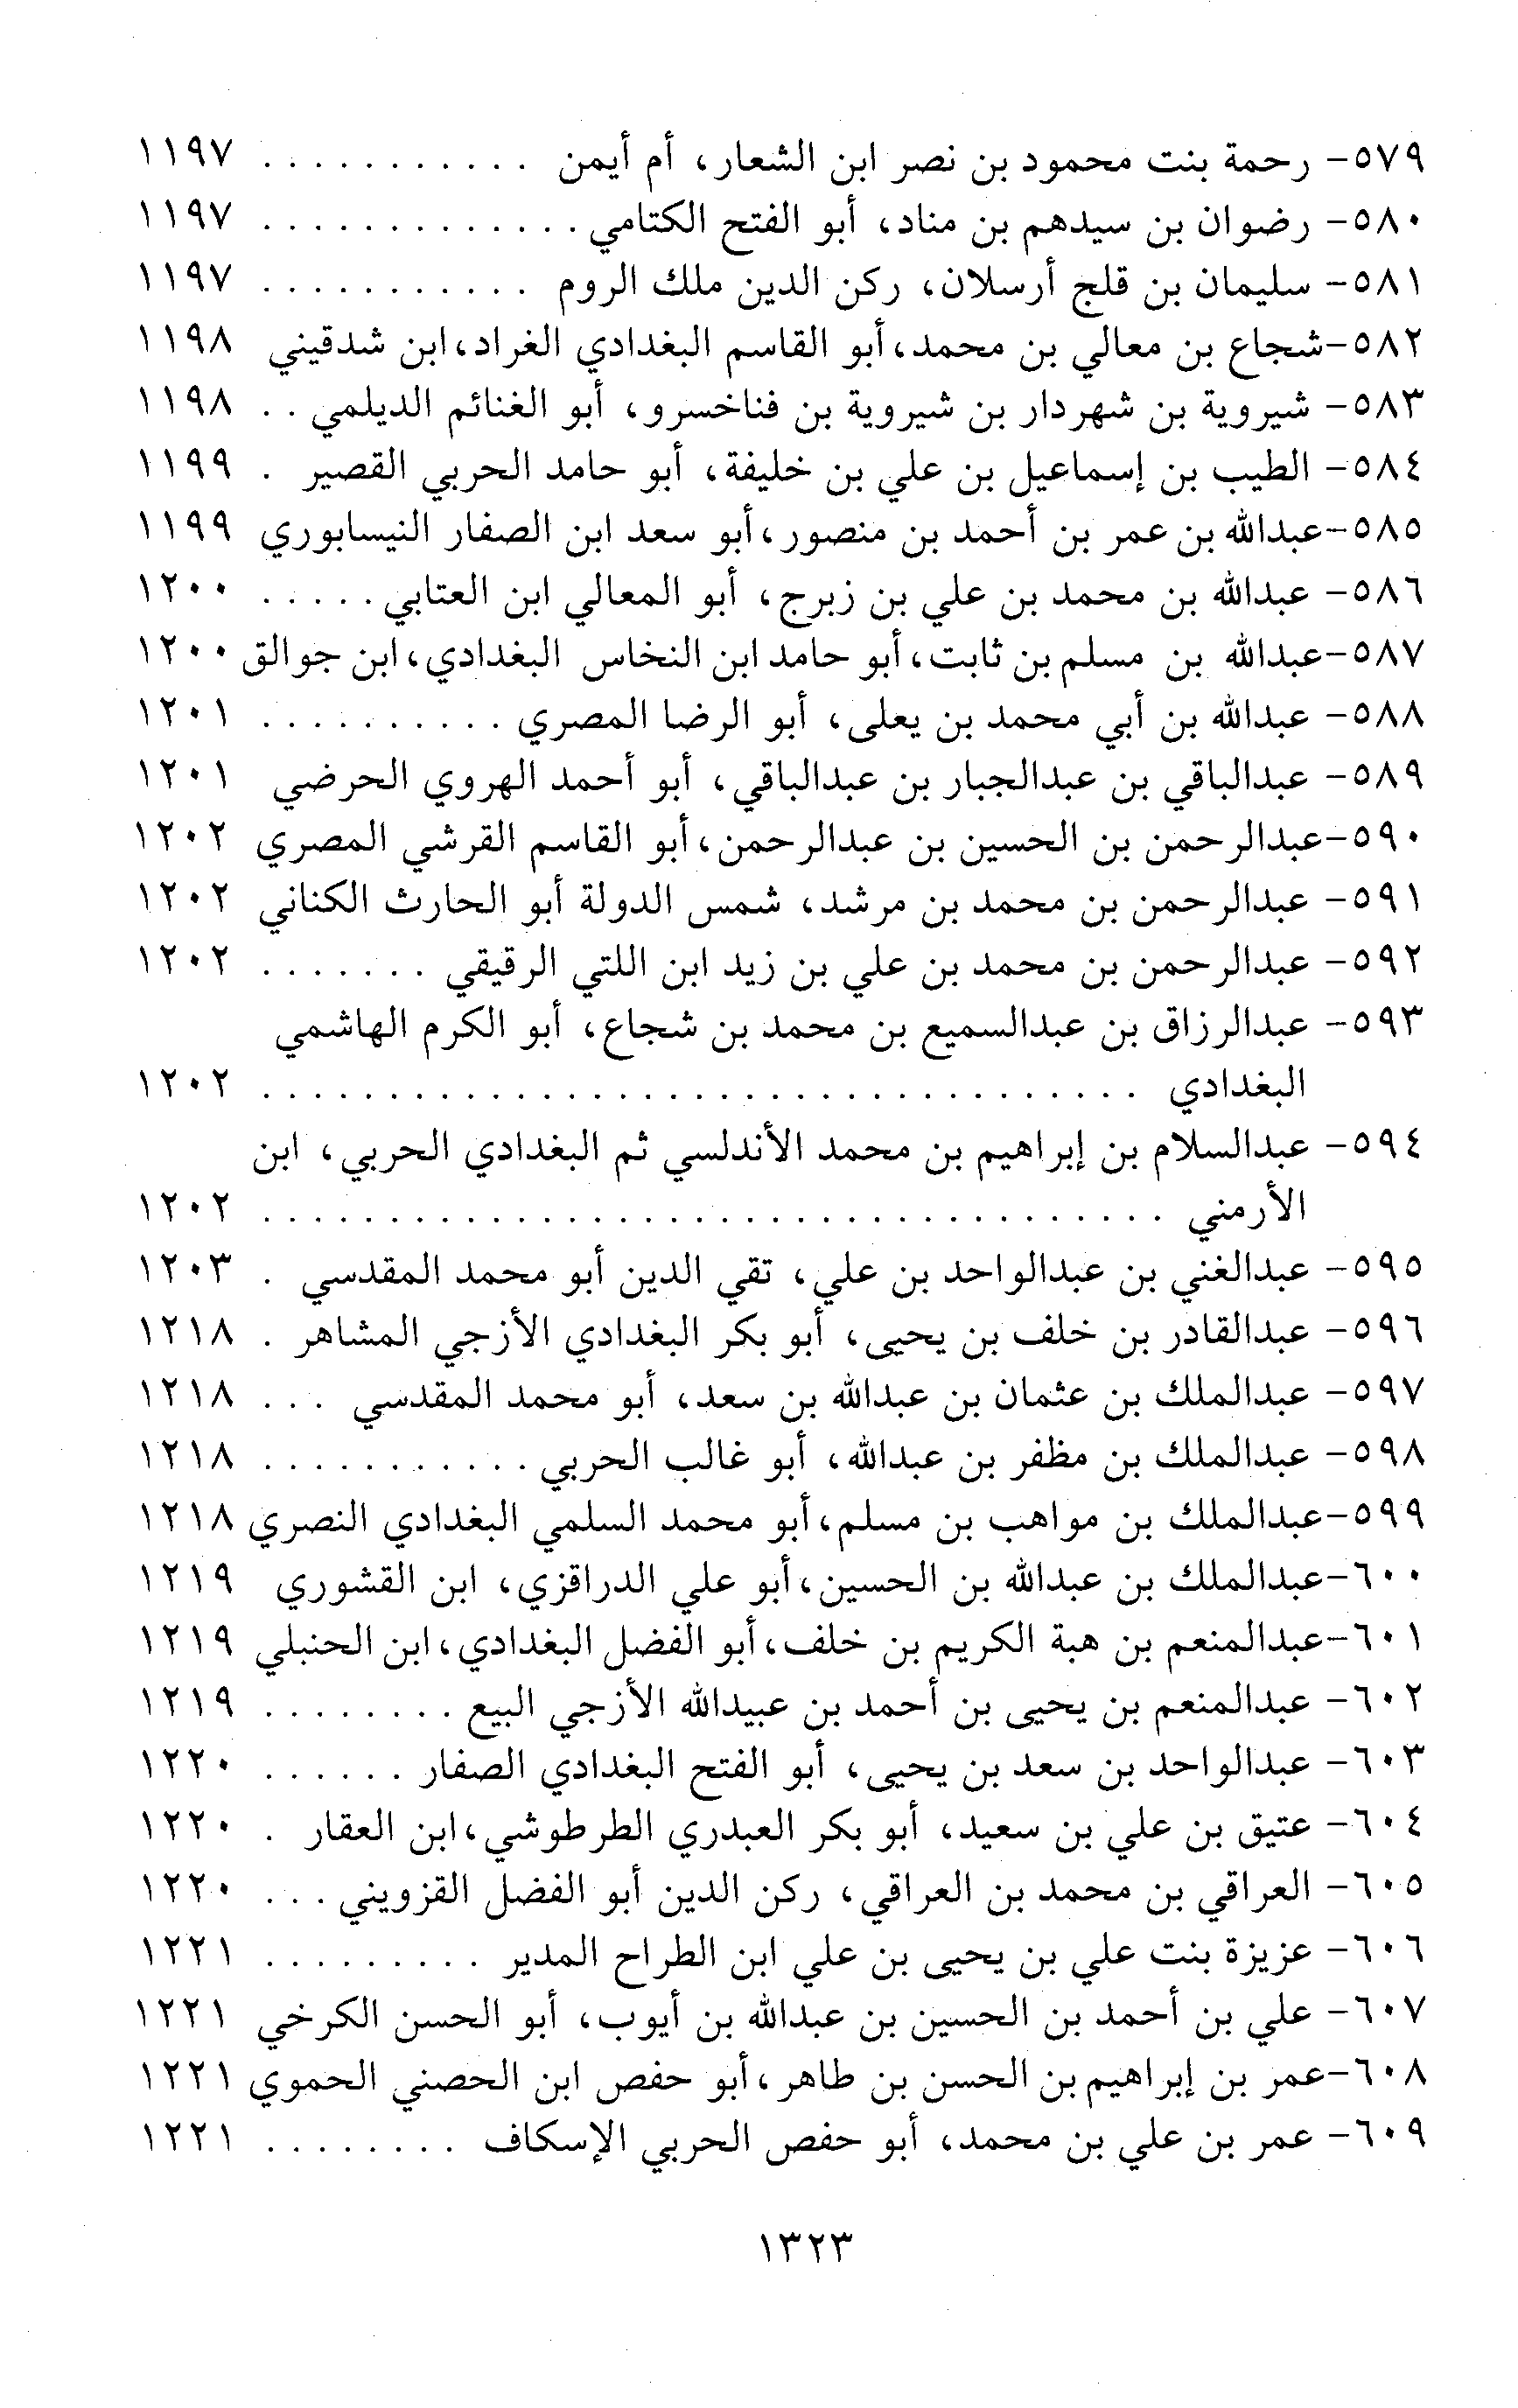 ٥٧٩- رحمة بنت محمود بن نصر ابن الشعار، أم أيمن . . . . . . . . . . . ١١٩٧
٥٨٠- رضوان بن سيدهم بن مناد، أبو الفتح الكتامي . . . . . . . . . . . . . ١١٩٧
٥٨١- سليمان بن قلج أرسلان، ركن الدين ملك الروم . . . . . . . . . . . ١١٩٧
٥٨٢-شجاع بن معالي بن محمد،أبو القاسم البغدادي الغراد،ابن شدقيني ١١٩٨
٥٨٣- شيروية بن شهردار بن شيروية بن فناخسرو، أبو الغنائم الديلمي . . ١١٩٨
٥٨٤- الطيب بن إسماعيل بن علي بن خليفة، أبو حامد الحربي القصير . ١١٩٩
٥٨٥-عبدالله بن عمر بن أحمد بن منصور،أبو سعد ابن الصفار النيسابوري ١١٩٩
٥٨٦- عبدالله بن محمد بن علي بن زبرج، أبو المعالي ابن العتابي . . . . . . ١٢٠٠
٥٨٧-عبدالله بن مسلم بن ثابت،أبو حامد ابن النخاس البغدادي،ابن جوالق ١٢٠٠
٥٨٨- عبدالله بن أبي محمد بن يعلى، أبو الرضا المصري . . . . . . . . . . ١٢٠١
٥٨٩- عبدالباقي بن عبدالجبار بن عبدالباقي، أبو أحمد الهروي الحرضي ١٢٠١
٥٩٠-عبدالرحمن بن الحسين بن عبدالرحمن،أبو القاسم القرشي المصري ١٢٠٢
٥٩١- عبدالرحمن بن محمد بن مرشد، شمس الدولة أبو الحارث الكناني ١٢٠٢
٥٩٢- عبدالرحمن بن محمد بن علي بن زيد ابن اللتي الرقيقي . . . . . . . ١٢٠٢
٥٩٣- عبدالرزاق بن عبدالسميع بن محمد بن شجاع، أبو الكرم الهاشمي
البغدادي . . . . . . . . . . . . . . . . . . . . . . . . . . . . . . . . . . . ١٢٠٢
٥٩٤- عبدالسلام بن إبراهيم بن محمد الأندلسي ثم البغدادي الحربي، ابن
الأرمني . . . . . . . . . . . . . . . . . . . . . . . . . . . . . . . . . . . . ١٢٠٢
٥٩٥- عبدالغني بن عبدالواحد بن علي، تقي الدين أبو محمد المقدسي . ١٢٠٣
٥٩٦- عبدالقادر بن خلف بن يحيى، أبو بكر البغدادي الأزجي المشاهر . ١٢١٨
٥٩٧- عبدالملك بن عثمان بن عبدالله بن سعد، أبو محمد المقدسي . . . ١٢١٨
٥٩٨- عبدالملك بن مظفر بن عبدالله، أبو غالب الحربي . . . . . . . . . . . ١٢١٨
٥٩٩-عبدالملك بن مواهب بن مسلم،أبو محمد السلمي البغدادي النصري ١٢١٨
٦٠٠-عبدالملك بن عبدالله بن الحسين،أبو علي الدراقزي، ابن القشوري ١٢١٩
٦٠١-عبدالمنعم بن هبة الكريم بن خلف،أبو الفضل البغدادي،ابن الحنبلي ١٢١٩
٦٠٢- عبدالمنعم بن يحيى بن أحمد بن عبيدالله الأزجي البيع . . . . . . . . ١٢١٩
٦٠٣- عبدالواحد بن سعد بن يحيى، أبو الفتح البغدادي الصفار . . . . . . ١٢٢٠
٦٠٤- عتيق بن علي بن سعيد، أبو بكر العبدري الطرطوشي،ابن العقار . ١٢٢٠
٦٠٥- العراقي بن محمد بن العراقي، ركن الدين أبو الفضل القزويني . . . ١٢٢٠
٦٠٦- عزيزة بنت علي بن يحيى بن علي ابن الطراح المدير . . . . . . . . . ١٢٢١
٦٠٧- علي بن أحمد بن الحسين بن عبدالله بن أيوب، أبو الحسن الكرخي ١٢٢١
٦٠٨-عمر بن إبراهيم بن الحسن بن طاهر،أبو حفص ابن الحصني الحموي ١٢٢١
٦٠٩- عمر بن علي بن محمد، أبو حفص الحربي الإسكاف . . . . . . . . ١٢٢١
١٣٢٣